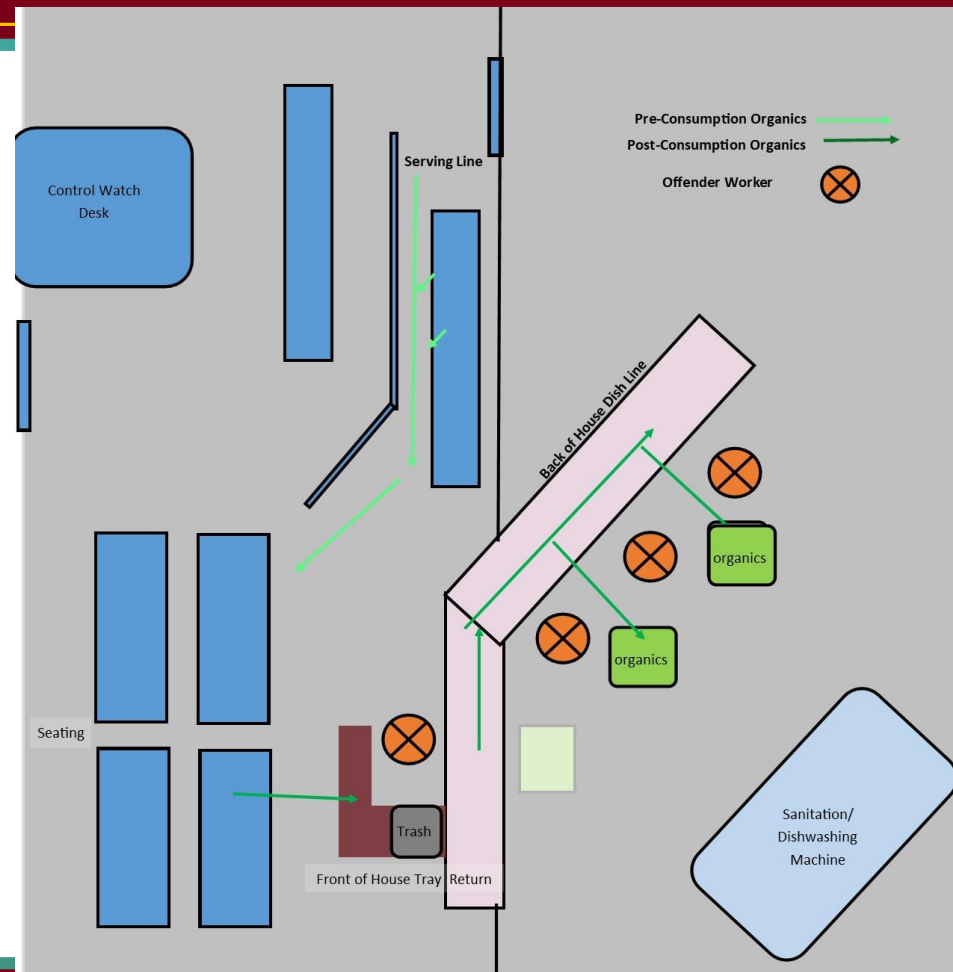 Pre-Consumption Organics
Post-Consumption Organics
Offender Worker
Control Watch
Desk
Serving Line
Back of House Dish Line
organics
organics
Seating
Trash
Front of House Tray Return
Sanitation/
Dishwashing
Machine